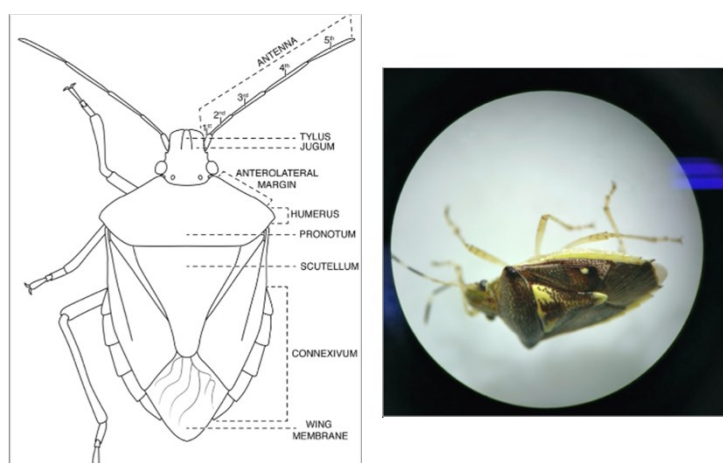 ANTENNA
5th
4th
3rd
2nd
1st
TYLUS
JUGUM
ANTEROLATERAL
MARGIN
HUMERUS
PRONOTUM
SCUTELLUM
CONNEXIVUM
WING
MEMBRANE